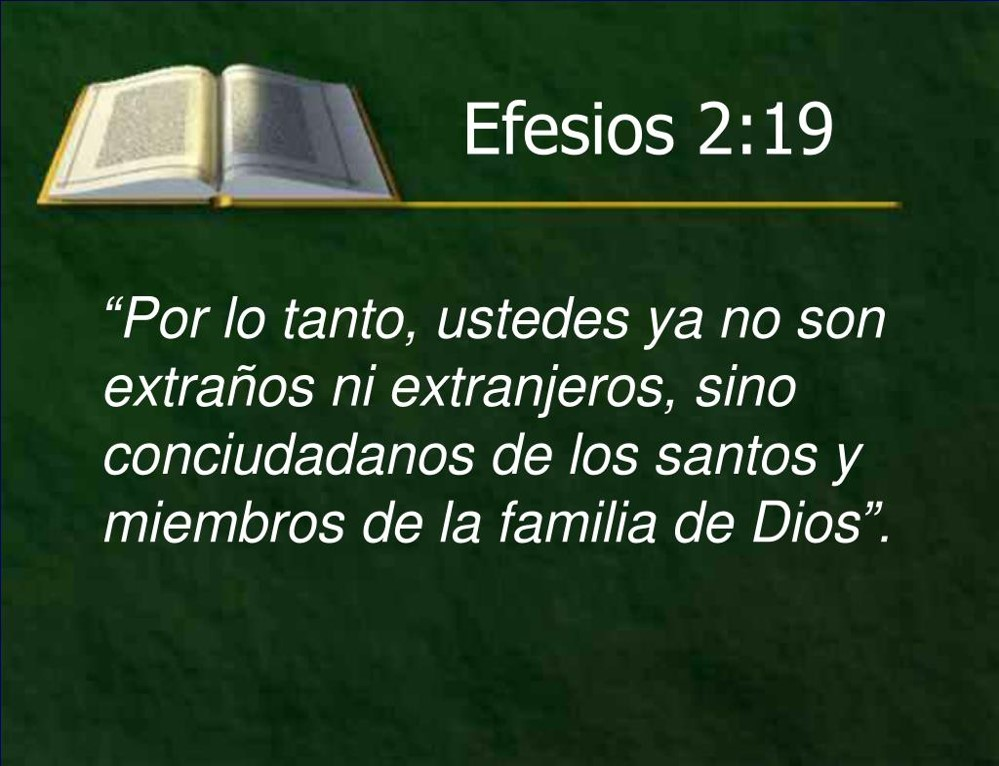 Efesios 2:19
“Por lo tanto, ustedes ya no son
extraños ni extranjeros, sino
conciudadanos de los santos y
miembros de la familia de Dios”.